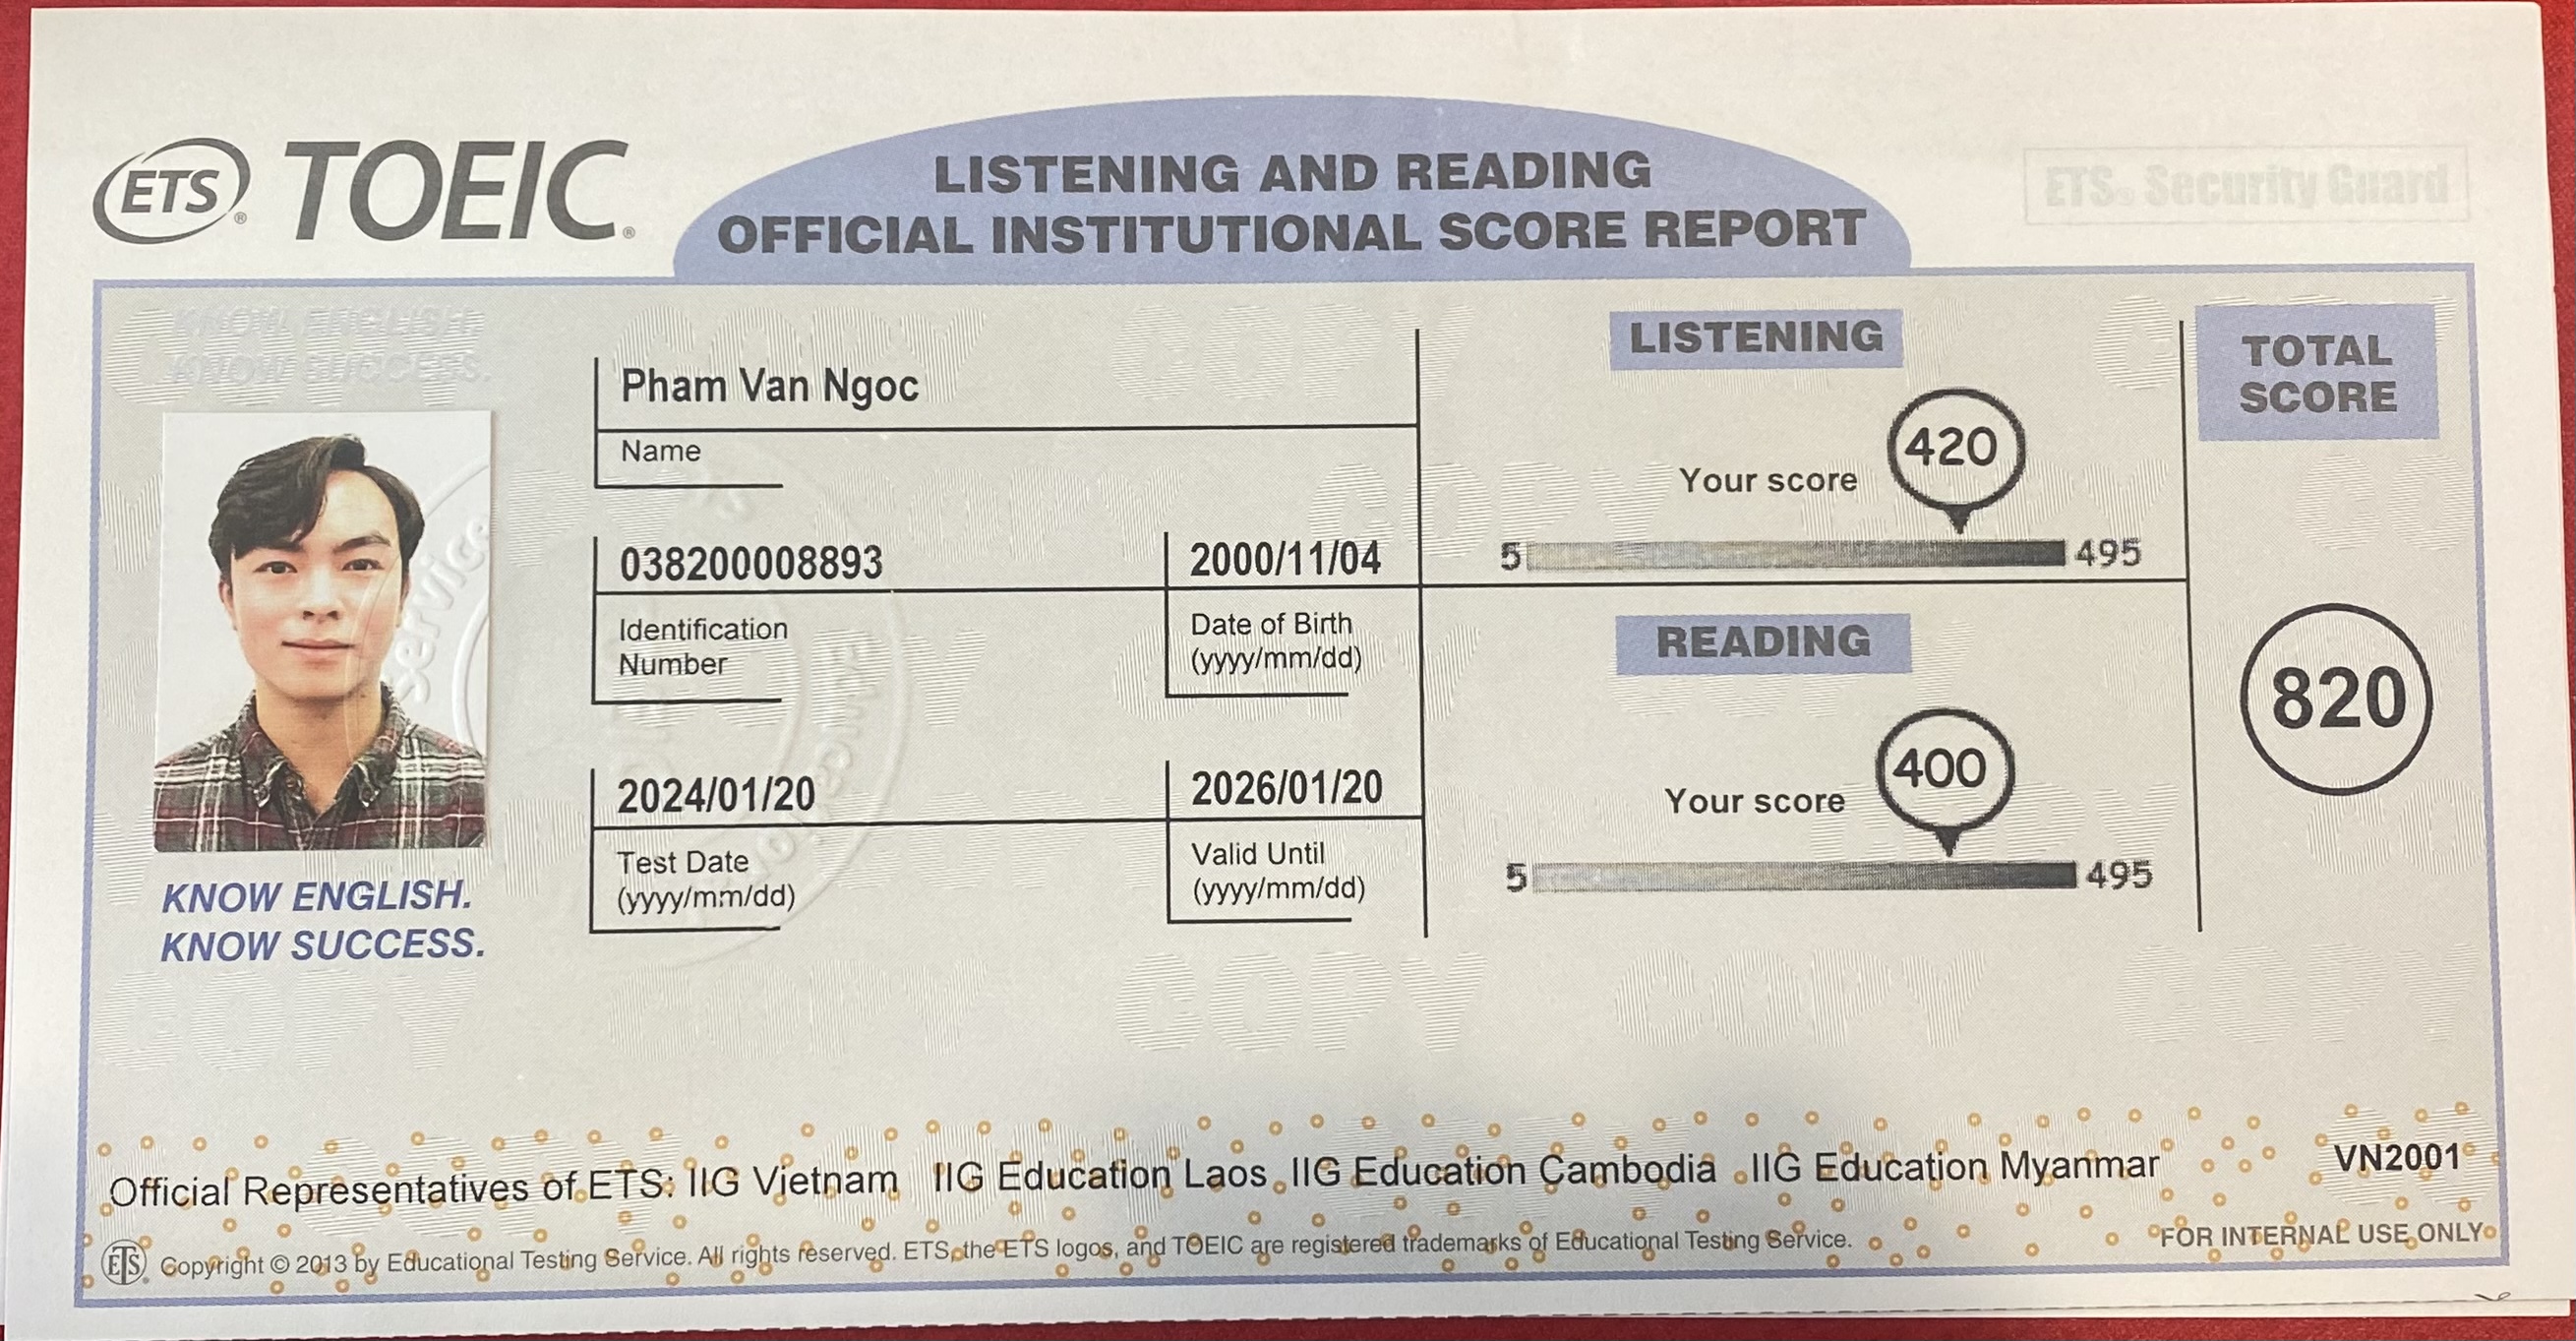 ETS® TOEIC®
LISTENING AND READING
OFFICIAL INSTITUTIONAL SCORE REPORT
ETS® Security Guard
KNOW ENGLISH.
KNOW SUCCESS.
Pham Van Ngoc
Name
038200008893
Identification
Number
2000/11/04
Date of Birth
(yyyy/mm/dd)
2024/01/20
Test Date
(yyyy/mm/dd)
2026/01/20
Valid Until
(yyyy/mm/dd)
LISTENING
Your score 420
5 495
READING
Your score 400
5 495
TOTAL
SCORE
820
KNOW ENGLISH.
KNOW SUCCESS.
Official Representatives of ETS: IIG Vietnam IIG Education Laos IIG Education Cambodia IIG Education Myanmar
VN2001
ETS® Copyright © 2013 by Educational Testing Service. All rights reserved. ETS, the ETS logos, and TOEIC are registered trademarks of Educational Testing Service.
FOR INTERNAL USE ONLY